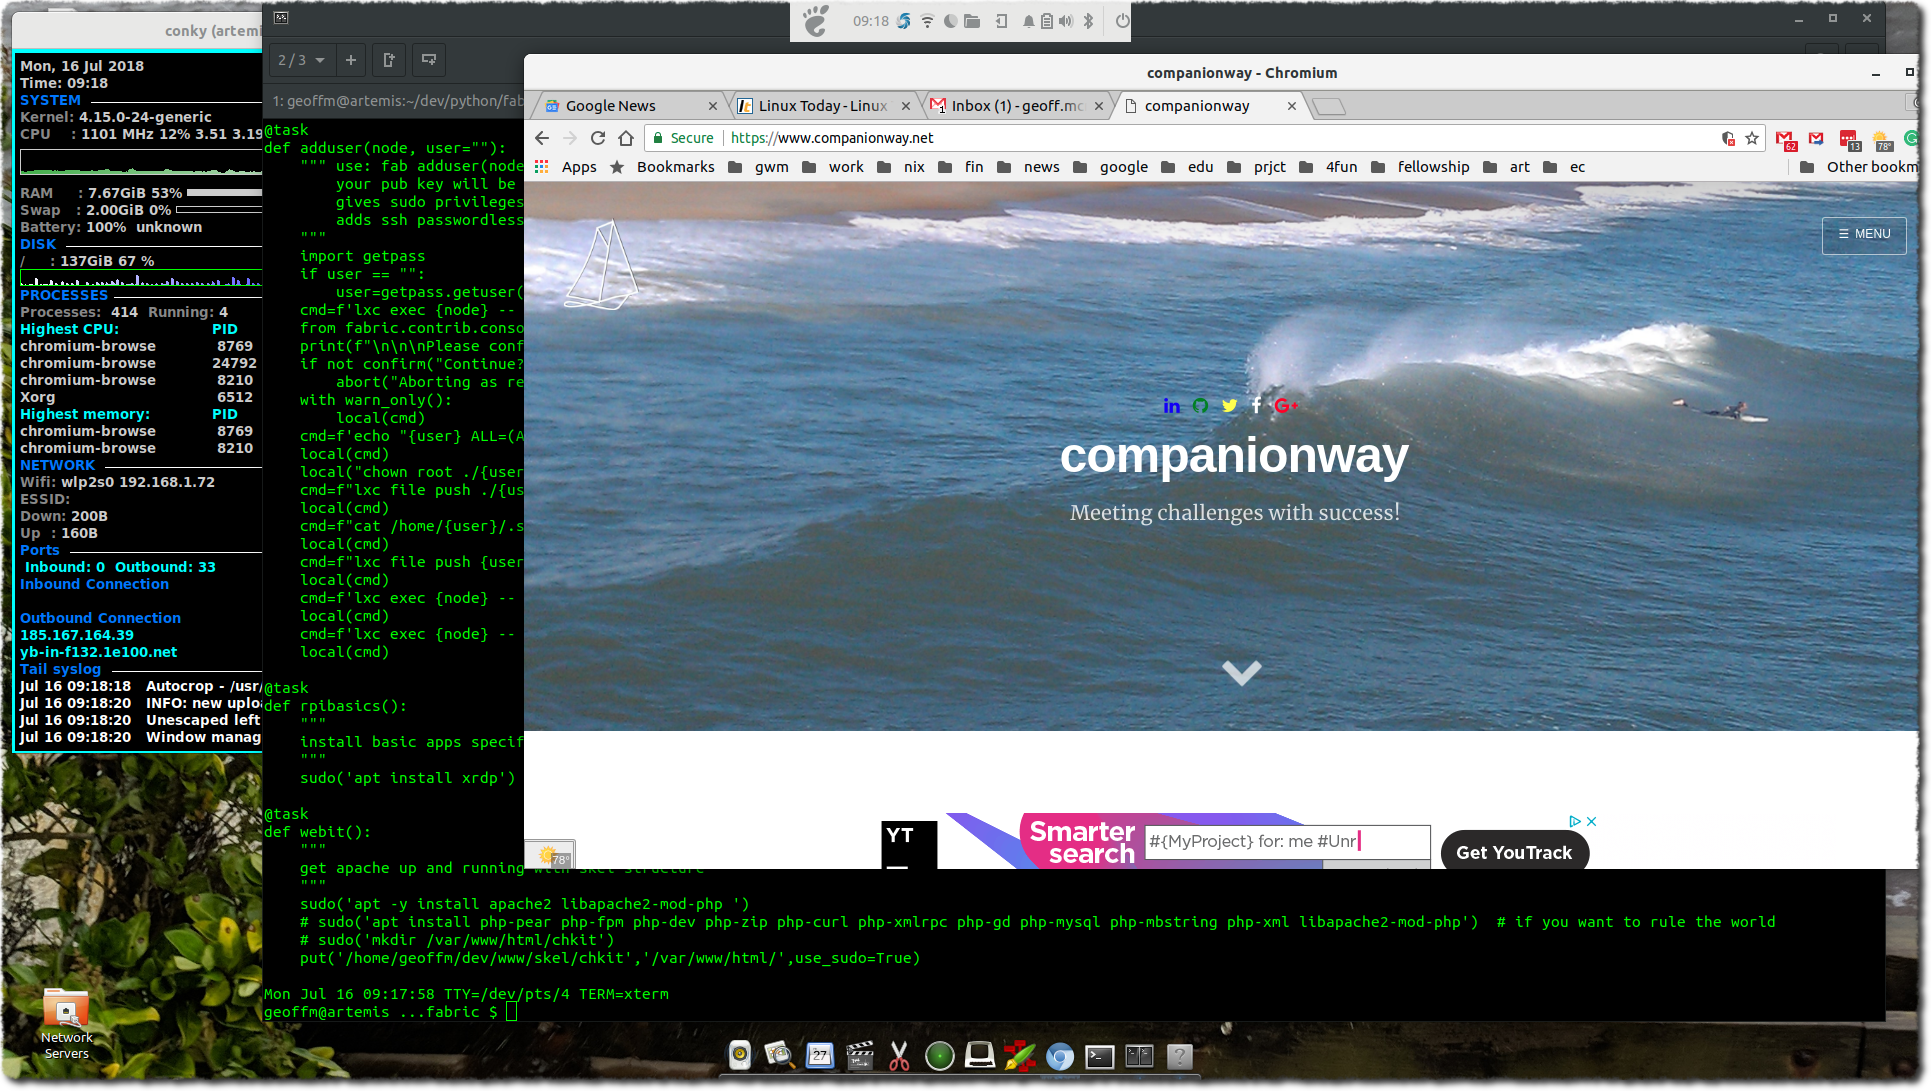 conky (artemi
Mon, 16 Jul 2018
Time: 09:18
SYSTEM
Kernel: 4.15.0-24-generic
CPU : 1101 MHz 12% 3.51 3.19
RAM : 7.67GiB 53%
Swap : 2.00GiB 0%
Battery: 100% unknown
DISK
/ : 137GiB 67 %
PROCESSES
Processes: 414 Running: 4
Highest CPU: PID
chromium-browse 8769
chromium-browse 24792
chromium-browse 8210
Xorg 6512
Highest memory: PID
chromium-browse 8769
chromium-browse 8210
NETWORK
Wifi: wlp2s0 192.168.1.72
ESSID:
Down: 200B
Up : 160B
Ports
Inbound: 0 Outbound: 33
Inbound Connection
Outbound Connection
185.167.164.39
yb-in-f132.1e100.net
Tail syslog
Jul 16 09:18:18 Autocrop - /usr/
Jul 16 09:18:20 INFO: new uplo
Jul 16 09:18:20 Unescaped left
Jul 16 09:18:20 Window manag
Network
Servers
09:18
2 / 3
1: geoffm@artemis:~/dev/python/fab
@task
def adduser(node, user=""):
""" use: fab adduser(node
your pub key will be
gives sudo privileges
adds ssh passwordless
"""
import getpass
if user == "":
user=getpass.getuser(
cmd=f'lxc exec {node} --
from fabric.contrib.conso
print(f"\n\n\nPlease conf
if not confirm("Continue?
abort("Aborting as re
with warn_only():
local(cmd)
cmd=f'echo "{user} ALL=(A
local(cmd)
local("chown root ./{user
cmd=f"lxc file push ./{us
local(cmd)
cmd=f"cat /home/{user}/.s
local(cmd)
cmd=f"lxc file push {user
local(cmd)
cmd=f'lxc exec {node} --
local(cmd)
cmd=f'lxc exec {node} --
local(cmd)
@task
def rpibasics():
"""
install basic apps specif
"""
sudo('apt install xrdp')
@task
def webit():
"""
get apache up and running with skel structure
"""
sudo('apt -y install apache2 libapache2-mod-php ')
# sudo('apt install php-pear php-fpm php-dev php-zip php-curl php-xmlrpc php-gd php-mysql php-mbstring php-xml libapache2-mod-php') # if you want to rule the world
# sudo('mkdir /var/www/html/chkit')
put('/home/geoffm/dev/www/skel/chkit','/var/www/html/',use_sudo=True)
Mon Jul 16 09:17:58 TTY=/dev/pts/4 TERM=xterm
geoffm@artemis ...fabric $
companionway - Chromium
Google News
Linux Today - Linux
Inbox (1) - geoff.mc
companionway
Secure https://www.companionway.net
62 13 78°
Apps Bookmarks gwm work nix fin news google edu prjct 4fun fellowship art ec Other bookm
MENU
companionway
Meeting challenges with success!
YT
Smarter
search
#{MyProject} for: me #Unr
Get YouTrack
78°
27